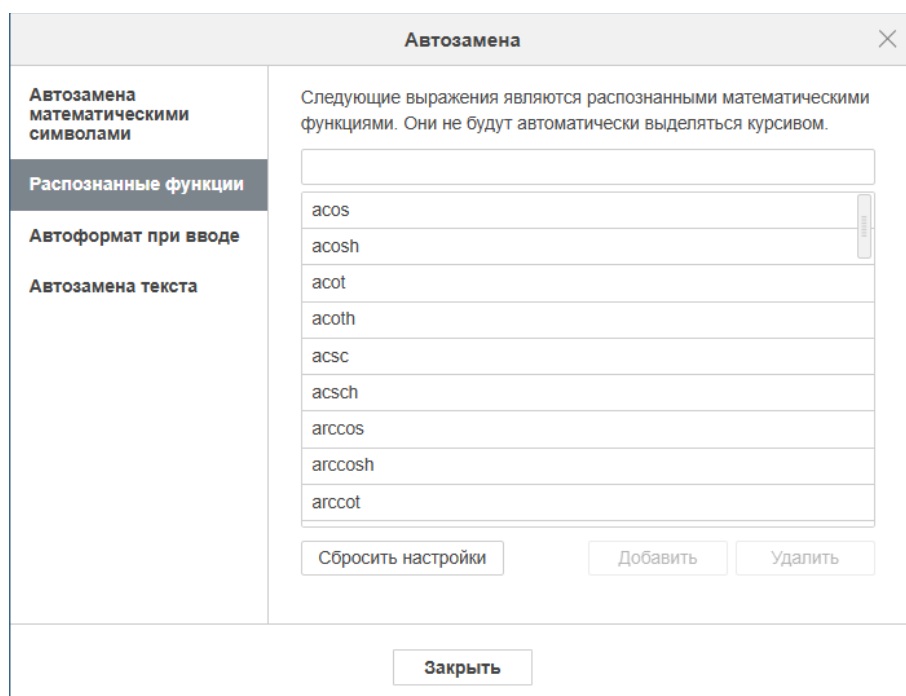 Автозамена
Автозамена
математическими
символами
Распознанные функции
Автоформат при вводе
Автозамена текста
Следующие выражения являются распознанными математическими
функциями. Они не будут автоматически выделяться курсивом.
acos
acosh
acot
acoth
acsc
acsch
arccos
arccosh
arccot
Сбросить настройки
Добавить
Удалить
Закрыть